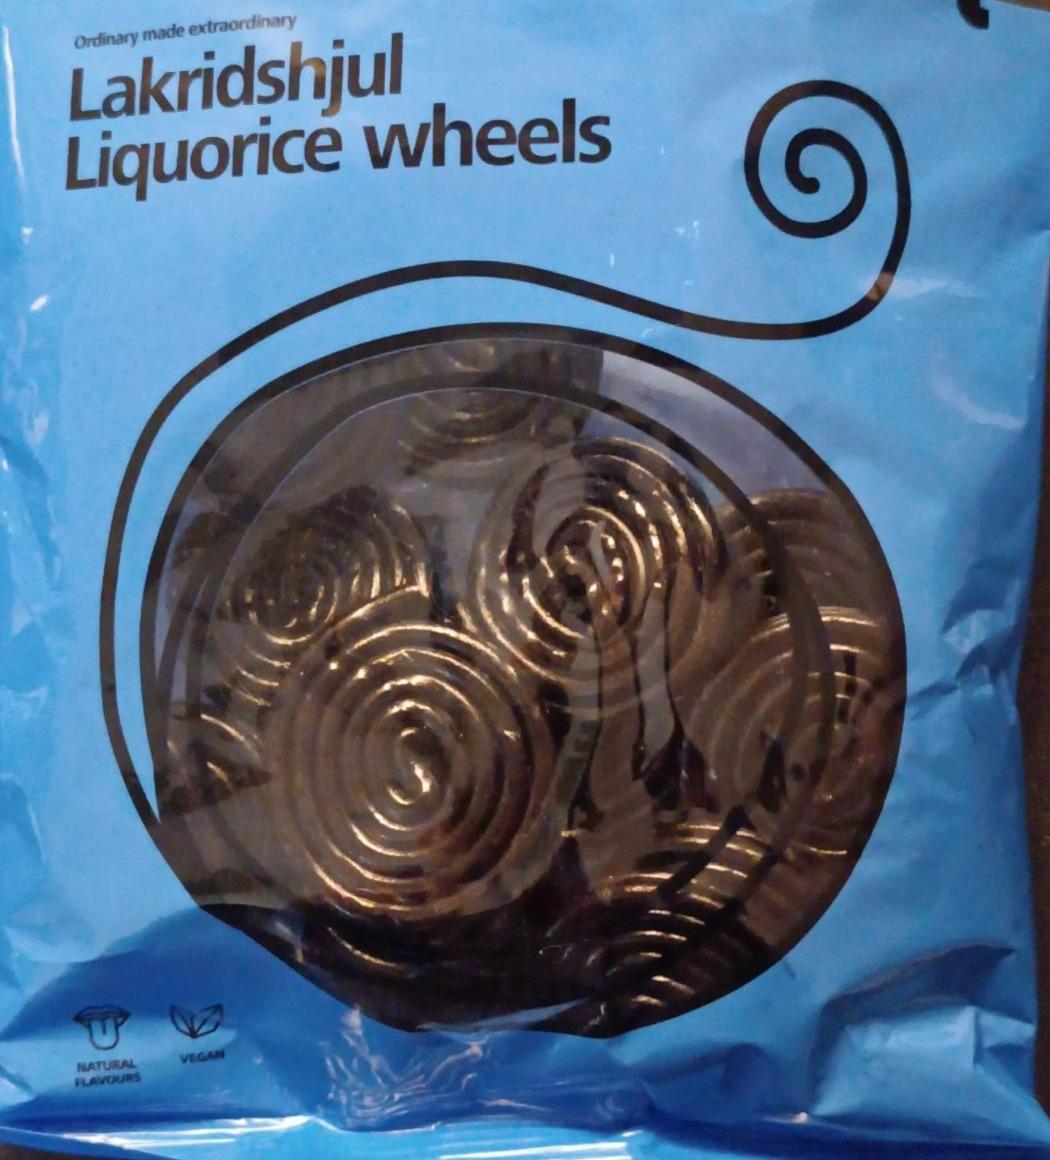 Ordinary made extraordinary
Lakridshjul
Liquorice wheels
NATURAL
FLAVOURS
VEGAN